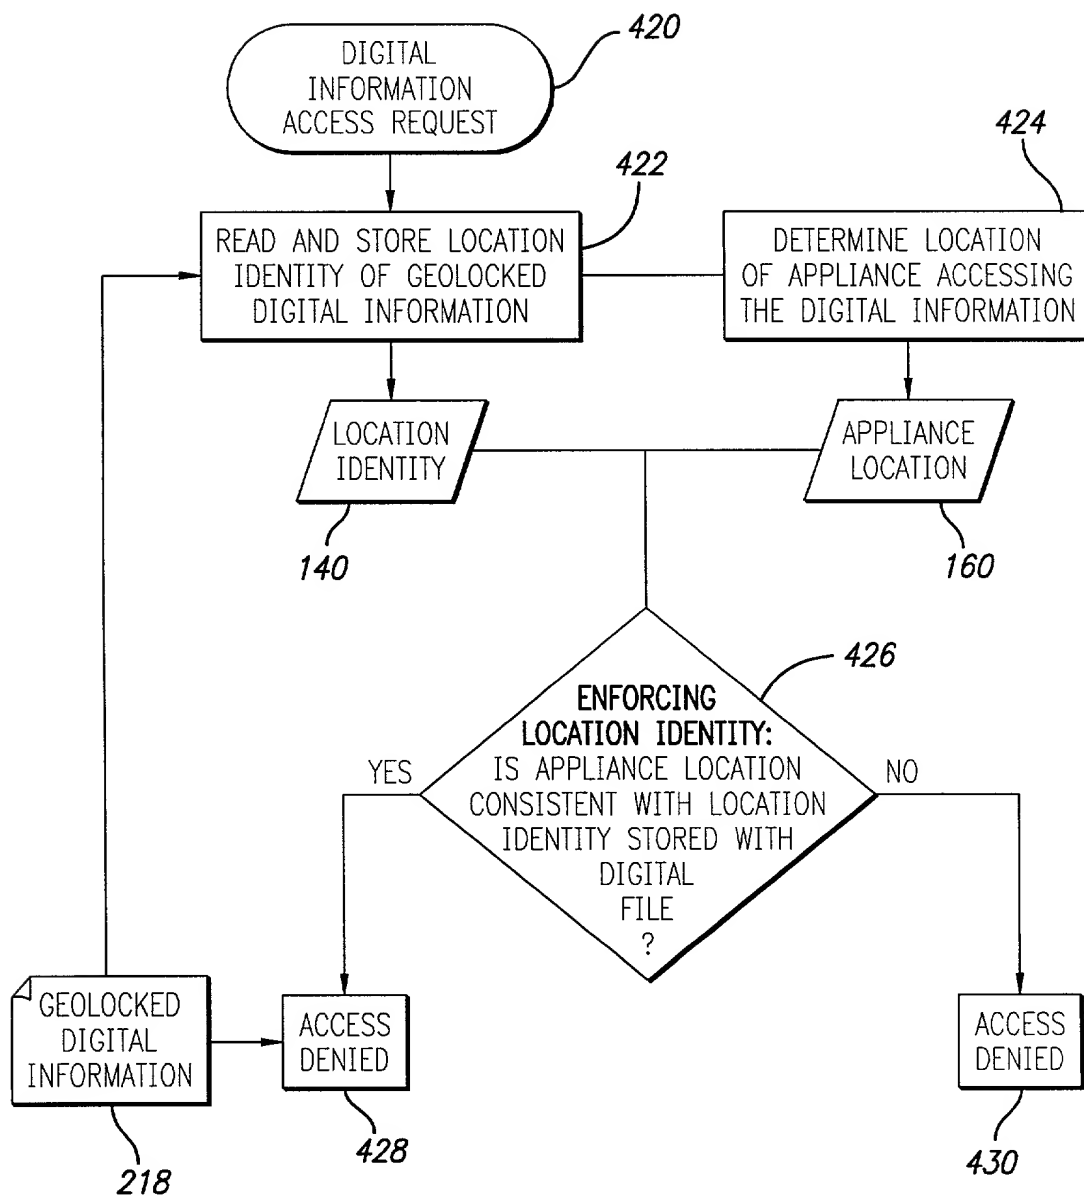 420
DIGITAL
INFORMATION
ACCESS REQUEST
422
424
READ AND STORE LOCATION
IDENTITY OF GEOLOCKED
DIGITAL INFORMATION
DETERMINE LOCATION
OF APPLIANCE ACCESSING
THE DIGITAL INFORMATION
LOCATION
IDENTITY
APPLIANCE
LOCATION
140
160
426
ENFORCING
LOCATION IDENTITY:
IS APPLIANCE LOCATION
CONSISTENT WITH LOCATION
IDENTITY STORED WITH
DIGITAL
FILE
?
YES
NO
GEOLOCKED
DIGITAL
INFORMATION
ACCESS
DENIED
ACCESS
DENIED
218
428
430